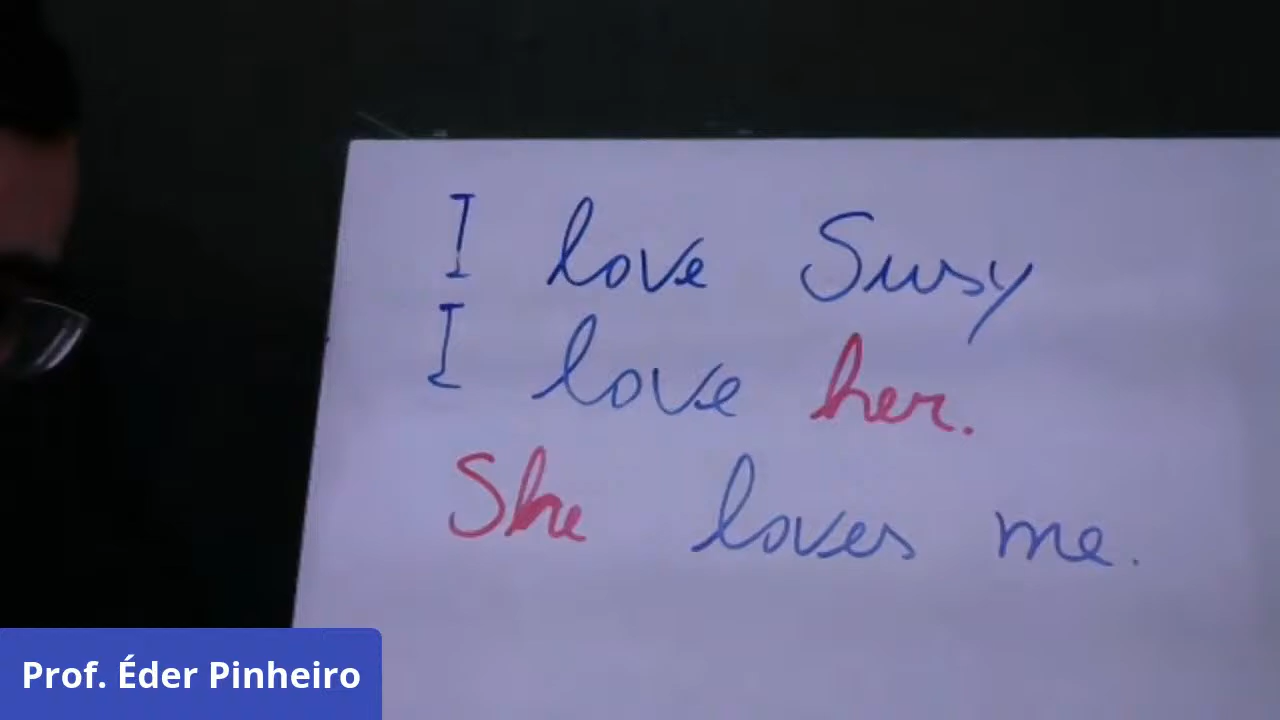 I love Susy
I love her.
She loves me.
Prof. Éder Pinheiro